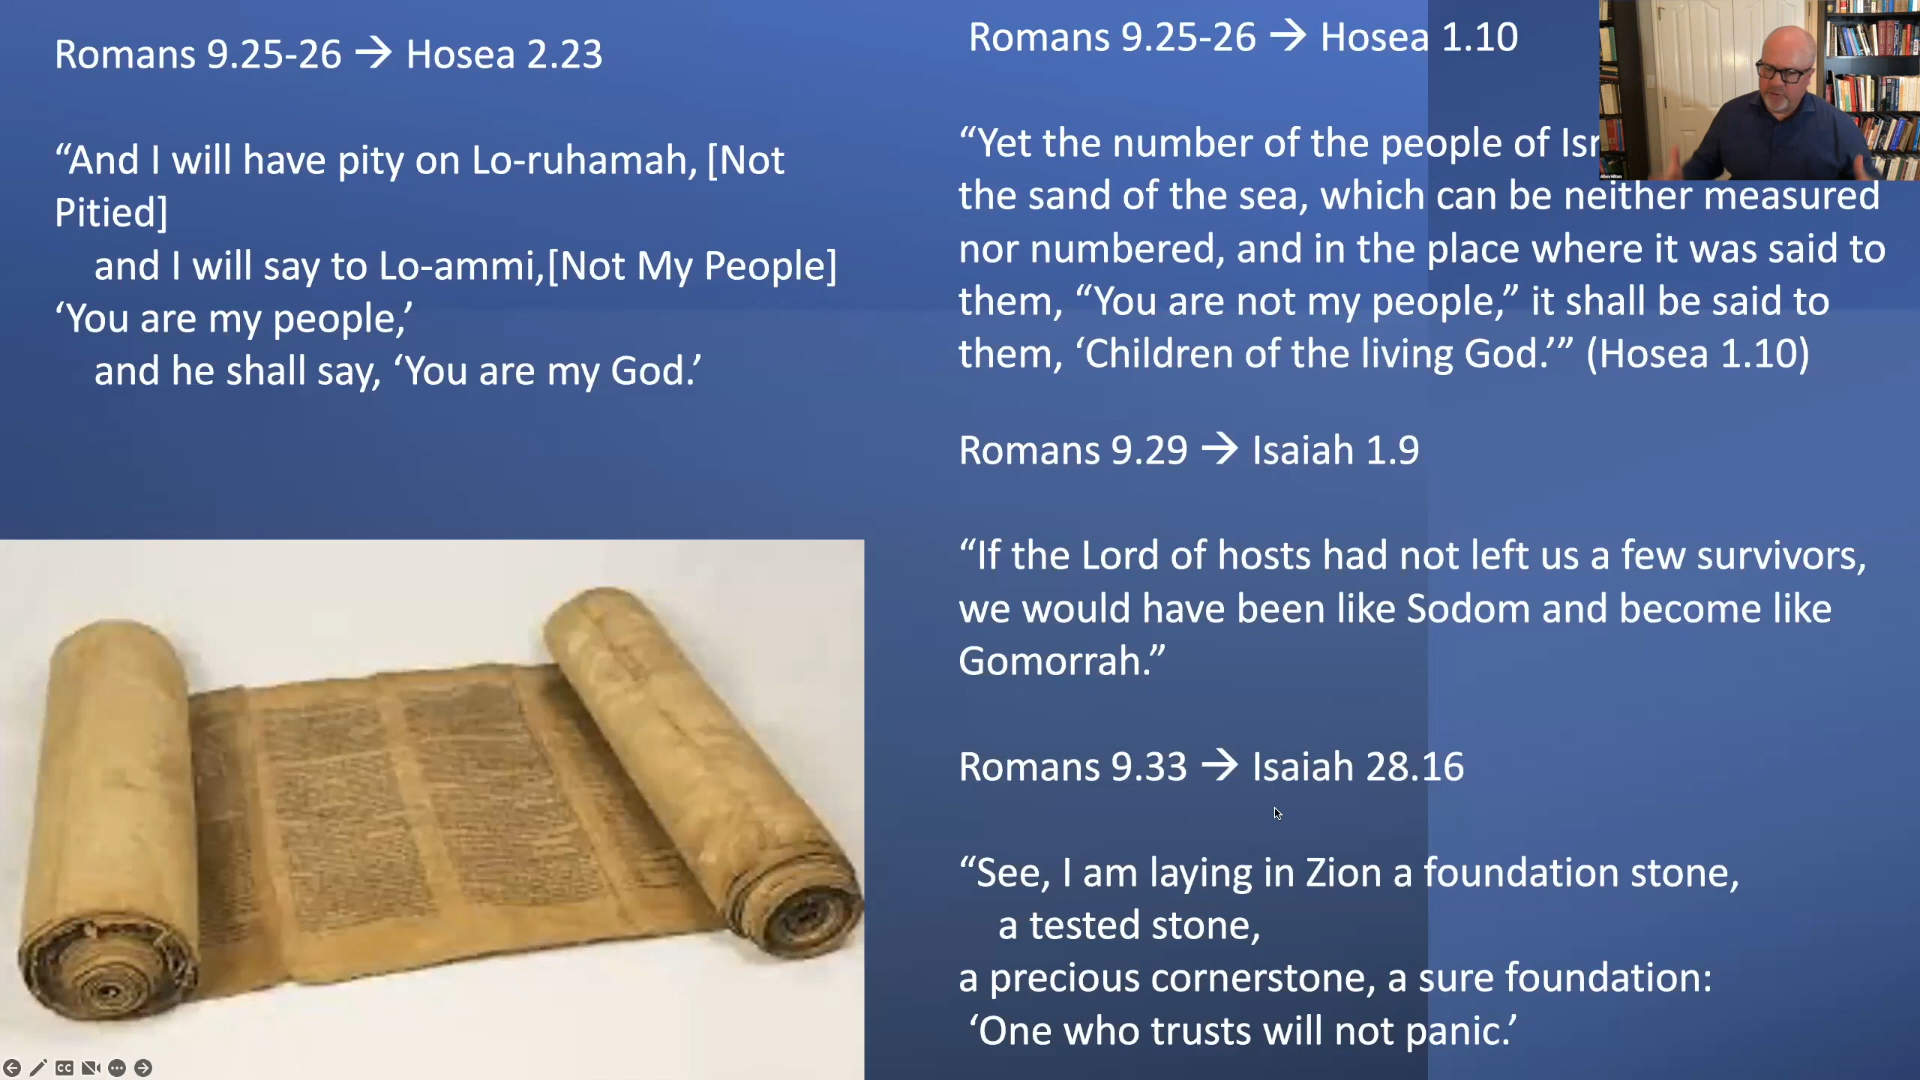 Romans 9.25-26 → Hosea 2.23
“And I will have pity on Lo-ruhamah, [Not
Pitied]
and I will say to Lo-ammi,[Not My People]
‘You are my people,’
and he shall say, ‘You are my God.’
Romans 9.25-26 → Hosea 1.10
“Yet the number of the people of
the sand of the sea, which can be neither measured
nor numbered, and in the place where it was said to
them, “You are not my people,” it shall be said to
them, ‘Children of the living God.’” (Hosea 1.10)
Romans 9.29 → Isaiah 1.9
“If the Lord of hosts had not left us a few survivors,
we would have been like Sodom and become like
Gomorrah.”
Romans 9.33 → Isaiah 28.16
“See, I am laying in Zion a foundation stone,
a tested stone,
a precious cornerstone, a sure foundation:
‘One who trusts will not panic.’
CC